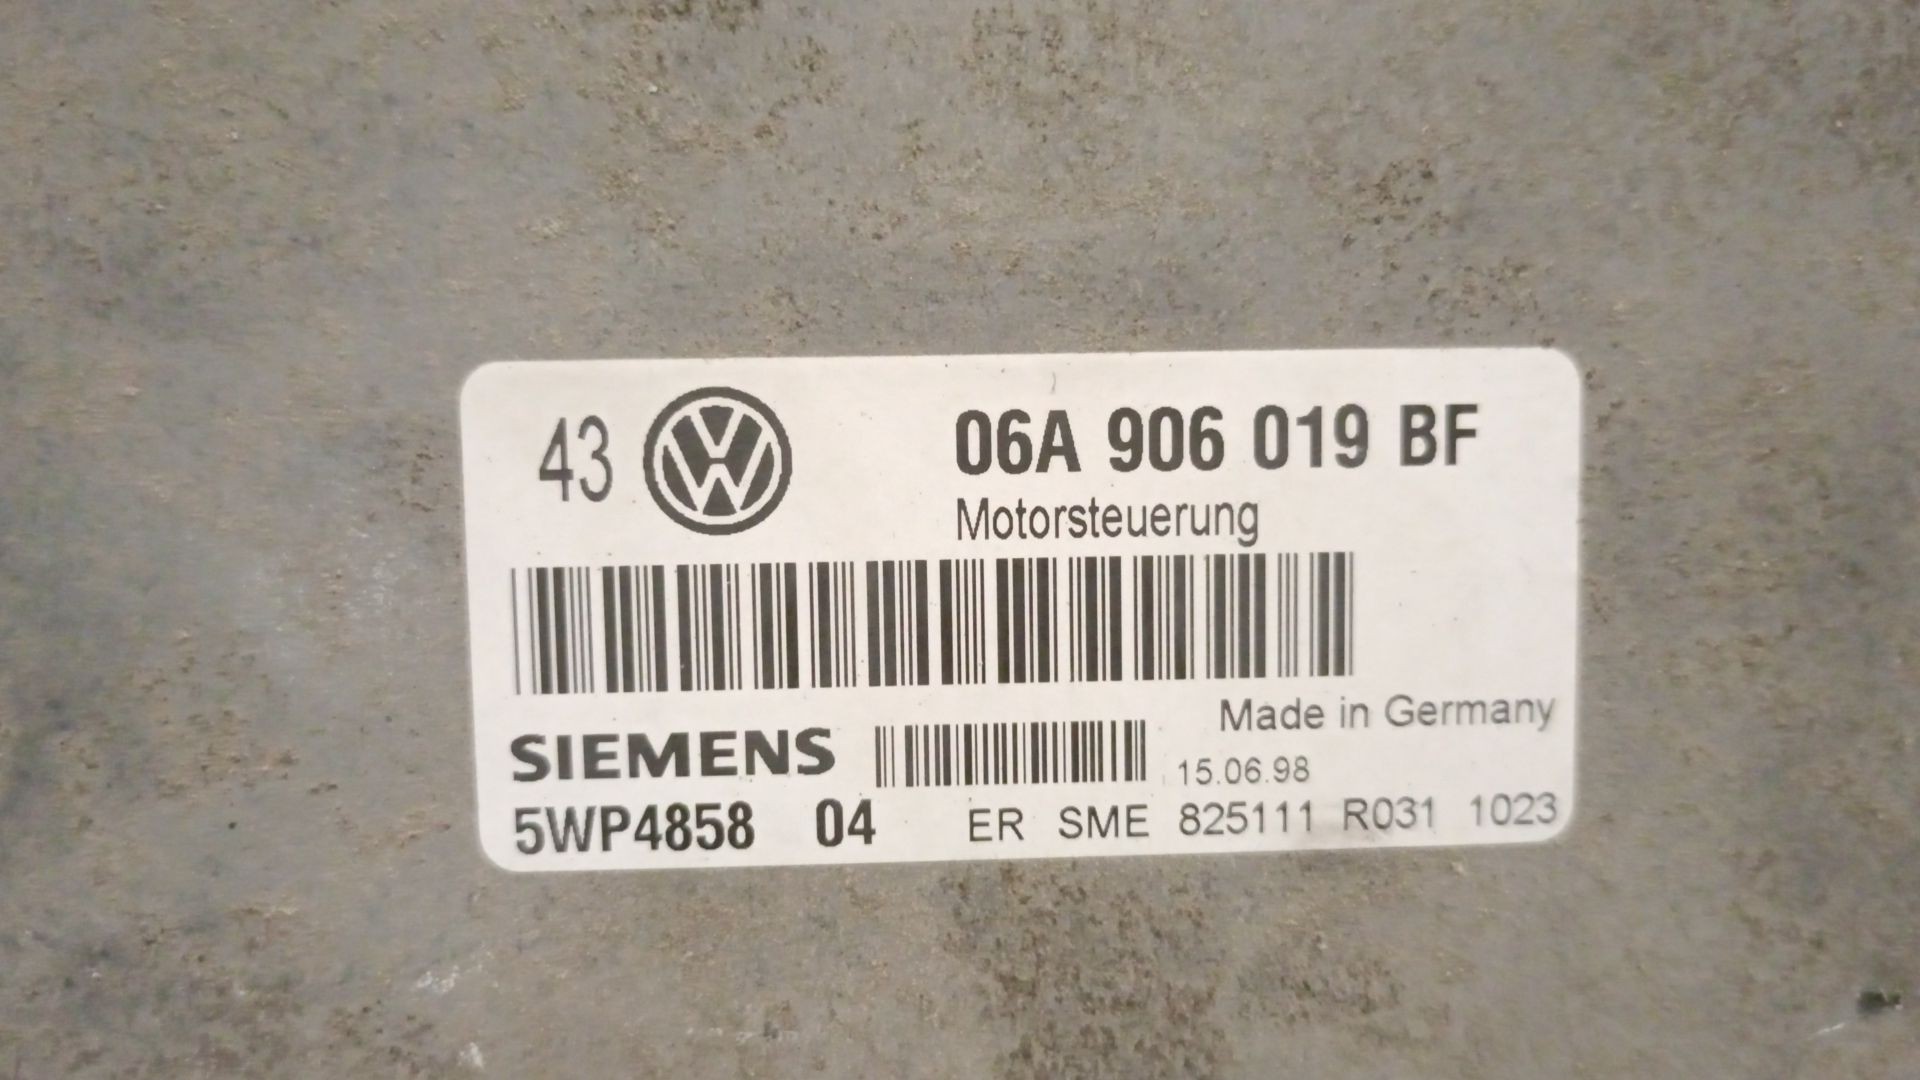 43 06A 906 019 BF
Motorsteuerung
Made in Germany
SIEMENS 15.06.98
5WP4858 04 ER SME 825111 R031 1023